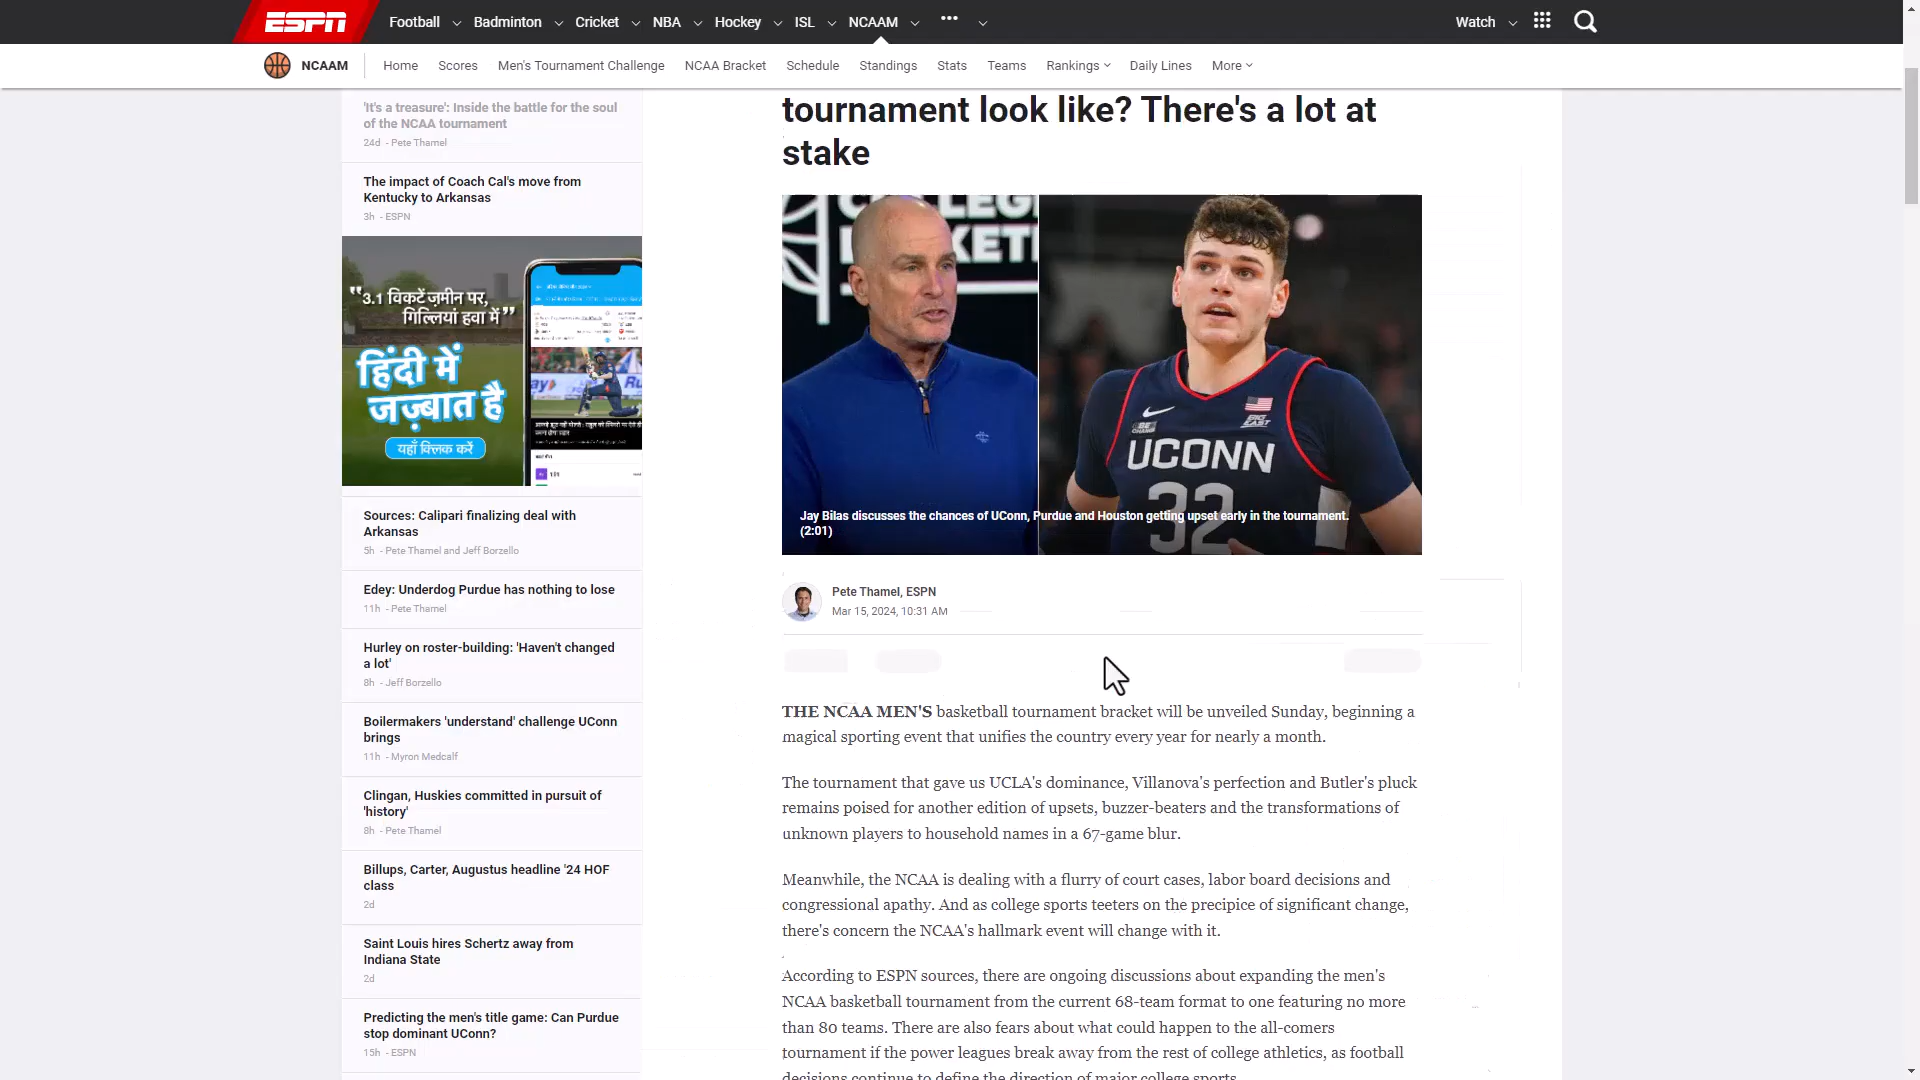 ESPN
Football
Badminton
Cricket
NBA
Hockey
ISL
NCAAM
•••
Watch
NCAAM
Home
Scores
Men's Tournament Challenge
NCAA Bracket
Schedule
Standings
Stats
Teams
Rankings
Daily Lines
More
'It's a treasure': Inside the battle for the soul
of the NCAA tournament
24d - Pete Thamel
The impact of Coach Cal's move from
Kentucky to Arkansas
3h - ESPN
"3.1 विकटें ज़मीन पर,
गिल्लियां हवा में"
हिंदी में
जज़्बात है
यहाँ क्लिक करें
Sources: Calipari finalizing deal with
Arkansas
5h - Pete Thamel and Jeff Borzello
Edey: Underdog Purdue has nothing to lose
11h - Pete Thamel
Hurley on roster-building: 'Haven't changed
a lot'
8h - Jeff Borzello
Boilermakers 'understand' challenge UConn
brings
11h - Myron Medcalf
Clingan, Huskies committed in pursuit of
'history'
8h - Pete Thamel
Billups, Carter, Augustus headline '24 HOF
class
2d
Saint Louis hires Schertz away from
Indiana State
2d
Predicting the men's title game: Can Purdue
stop dominant UConn?
15h - ESPN
tournament look like? There's a lot at
stake
BIG EAST
UCONN
32
Jay Bilas discusses the chances of UConn, Purdue and Houston getting upset early in the tournament.
(2:01)
Pete Thamel, ESPN
Mar 15, 2024, 10:31 AM
THE NCAA MEN'S basketball tournament bracket will be unveiled Sunday, beginning a
magical sporting event that unifies the country every year for nearly a month.
The tournament that gave us UCLA's dominance, Villanova's perfection and Butler's pluck
remains poised for another edition of upsets, buzzer-beaters and the transformations of
unknown players to household names in a 67-game blur.
Meanwhile, the NCAA is dealing with a flurry of court cases, labor board decisions and
congressional apathy. And as college sports teeters on the precipice of significant change,
there's concern the NCAA's hallmark event will change with it.
According to ESPN sources, there are ongoing discussions about expanding the men's
NCAA basketball tournament from the current 68-team format to one featuring no more
than 80 teams. There are also fears about what could happen to the all-comers
tournament if the power leagues break away from the rest of college athletics, as football
decisions continue to define the direction of major college sports.